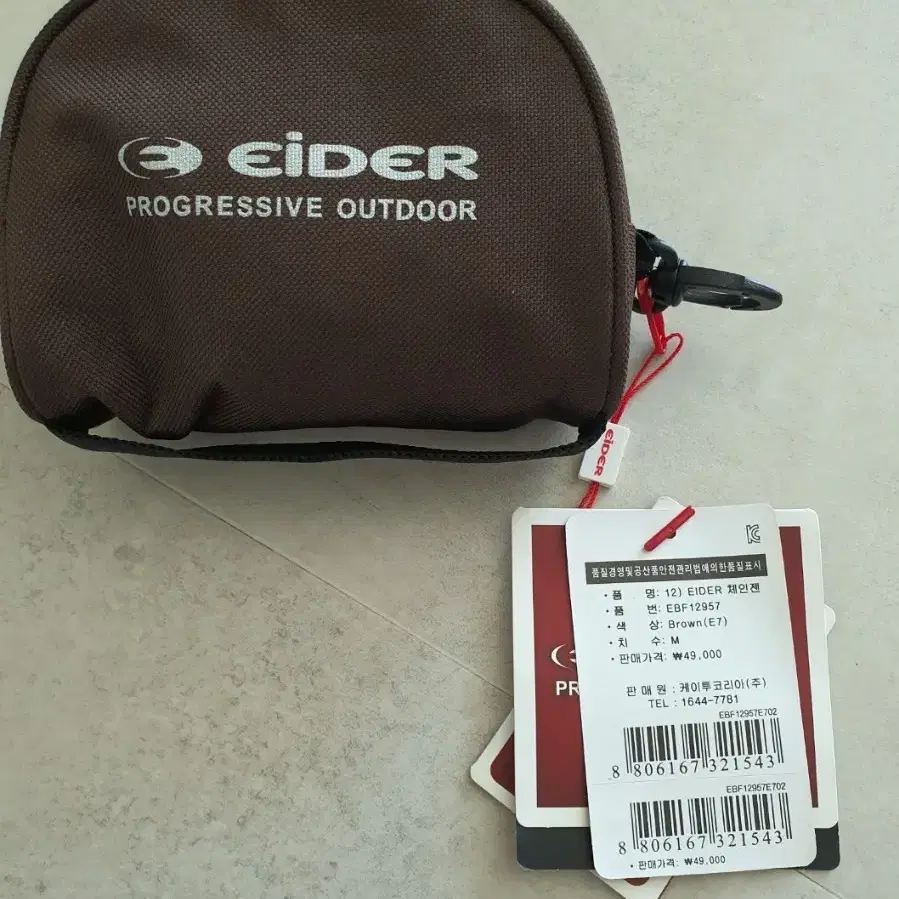 EiDER
PROGRESSIVE OUTDOOR
EiDER
품질경영및공산품안전관리법에의한품질표시
• 품 명: 12) EIDER 체인젠
• 품 번: EBF12957
• 색 상: Brown(E7)
• 치 수: M
• 판매가격: ₩49,000
판 매 원 : 케이투코리아(주)
TEL : 1644-7781
EBF12957E702
8 806167 321543
EBF12957E702
8 806167 321543
• 판매가격: ₩49,000
PR